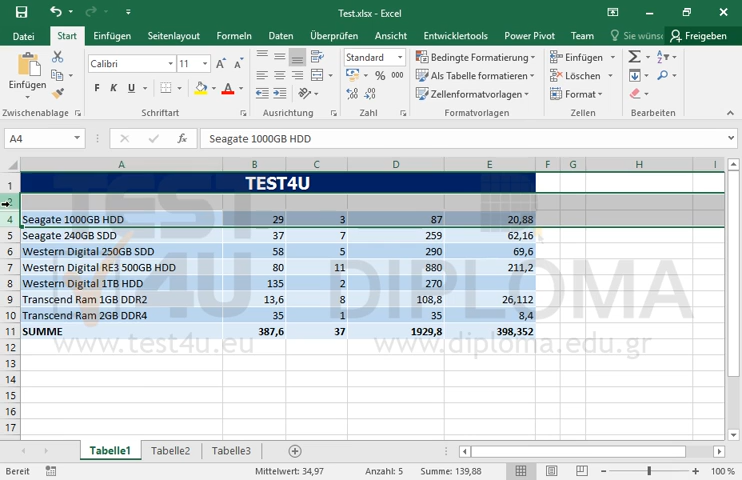 Test.xlsx - Excel
Datei Start Einfügen Seitenlayout Formeln Daten Überprüfen Ansicht Entwicklertools Power Pivot Team Sie wüns Freigeben
Einfügen
Calibri 11
F K U
Standard
% 000
Bedingte Formatierung
Als Tabelle formatieren
Zellenformatvorlagen
Einfügen
Löschen
Format
Zwischenablage Schriftart Ausrichtung Zahl Formatvorlagen Zellen Bearbeiten
A4 fx Seagate 1000GB HDD
A B C D E F G H I
1 TEST4U
4 Seagate 1000GB HDD 29 3 87 20,88
5 Seagate 240GB SDD 37 7 259 62,16
6 Western Digital 250GB SDD 58 5 290 69,6
7 Western Digital RE3 500GB HDD 80 11 880 211,2
8 Western Digital 1TB HDD 135 2 270
9 Transcend Ram 1GB DDR2 13,6 8 108,8 26,112
10 Transcend Ram 2GB DDR4 35 1 35 8,4
11 SUMME 387,6 37 1929,8 398,352
12
13
14
15
16
17
TEST
4U DIPLOMA
www.test4u.eu www.diploma.edu.gr
Tabelle1 Tabelle2 Tabelle3
Bereit Mittelwert: 34,97 Anzahl: 5 Summe: 139,88 100 %